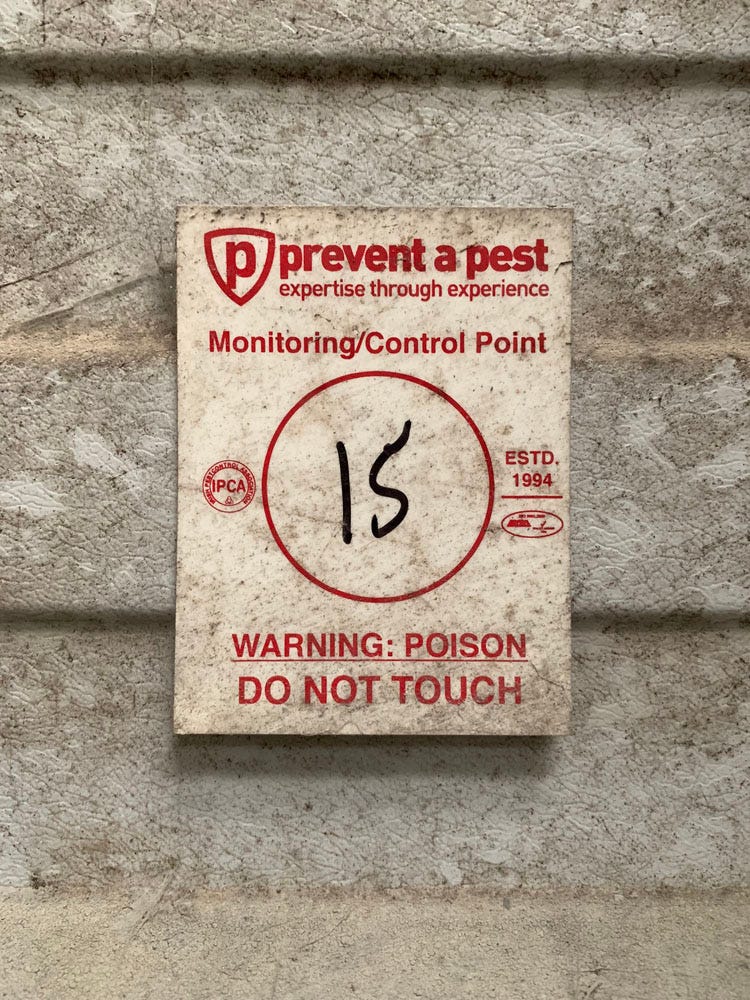 p prevent a pest
expertise through experience
Monitoring/Control Point
15
IPCA
ESTD.
1994
WARNING: POISON
DO NOT TOUCH